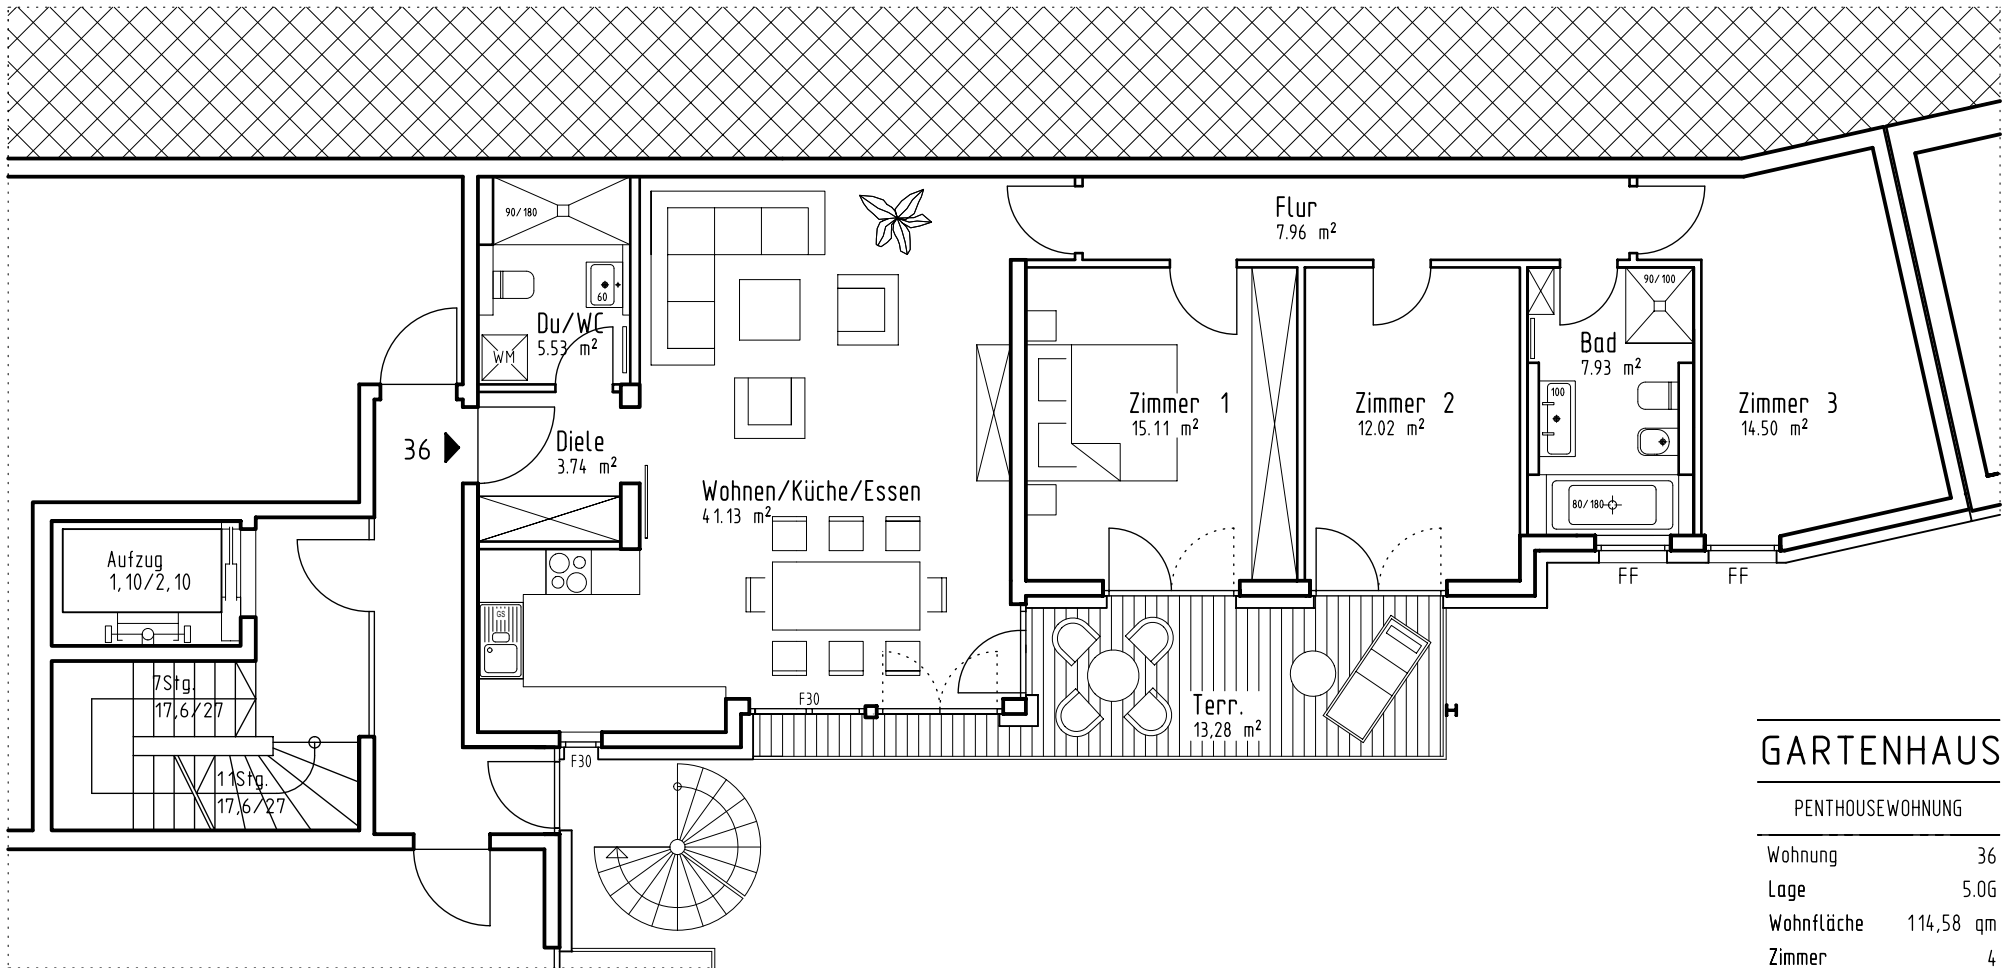 90/180
60
Du/WC
5.53 m²
WM
Flur
7.96 m²
90/100
Bad
7.93 m²
100
80/180
Zimmer 1
15.11 m²
Zimmer 2
12.02 m²
Zimmer 3
14.50 m²
36
Diele
3.74 m²
Wohnen/Küche/Essen
41.13 m²
Aufzug
1,10/2,10
GS
FF
FF
7Stg.
17,6/27
11Stg.
17,6/27
F30
F30
Terr.
13,28 m²
GARTENHAUS
PENTHOUSEWOHNUNG
Wohnung 36
Lage 5.OG
Wohnfläche 114,58 qm
Zimmer 4